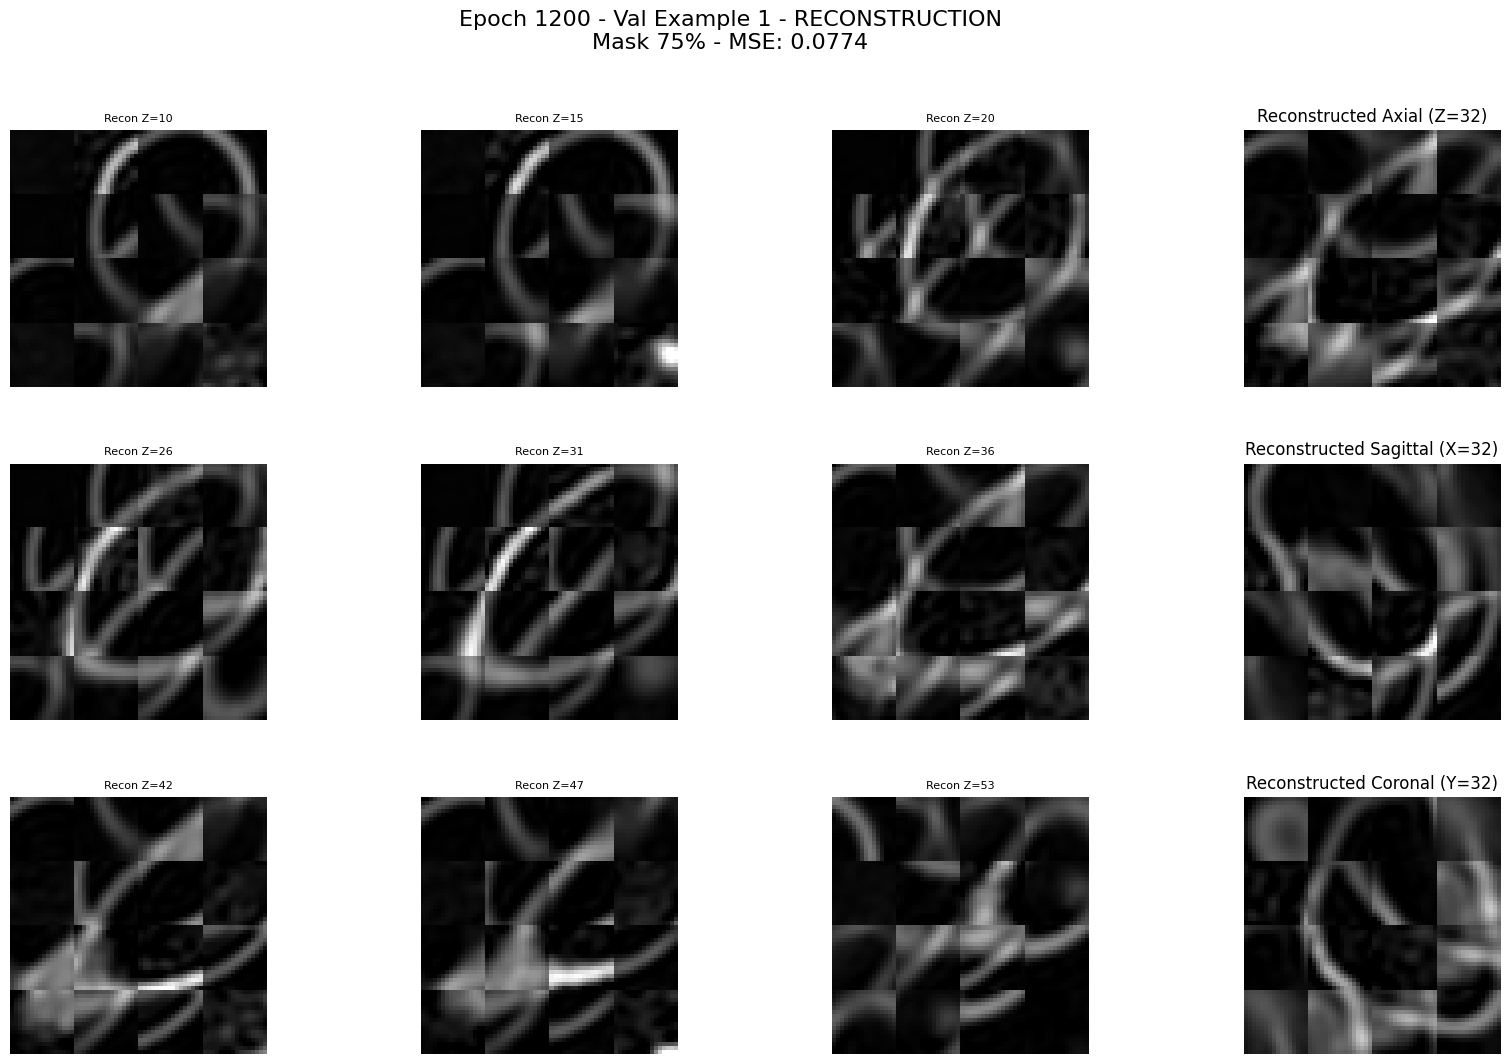 Epoch 1200 - Val Example 1 - RECONSTRUCTION
Mask 75% - MSE: 0.0774
Recon Z=10
Recon Z=15
Recon Z=20
Reconstructed Axial (Z=32)
Recon Z=26
Recon Z=31
Recon Z=36
Reconstructed Sagittal (X=32)
Recon Z=42
Recon Z=47
Recon Z=53
Reconstructed Coronal (Y=32)